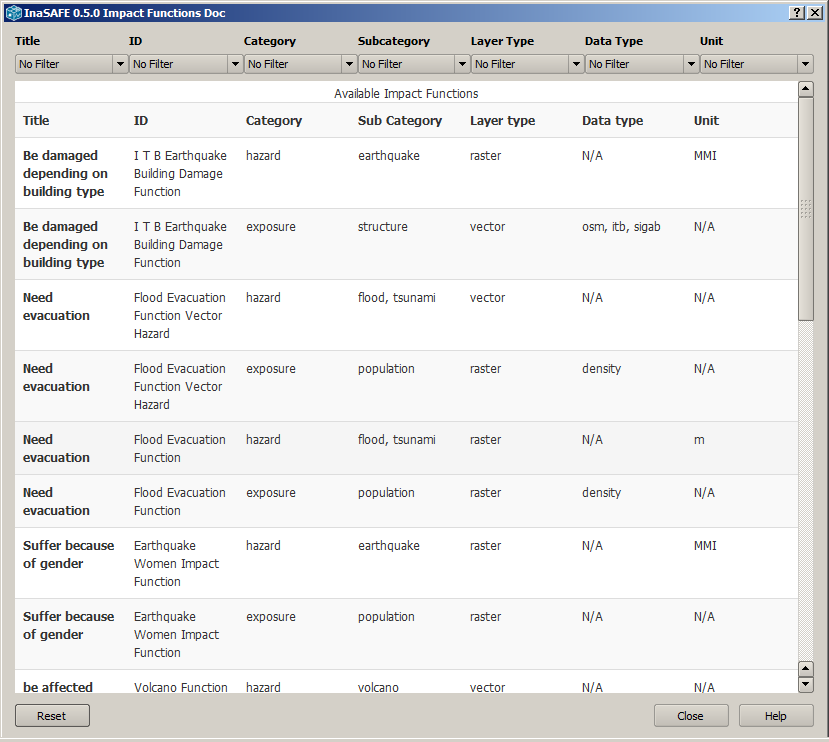 InaSAFE 0.5.0 Impact Functions Doc
Title ID Category Subcategory Layer Type Data Type Unit
No Filter No Filter No Filter No Filter No Filter No Filter No Filter
Available Impact Functions
Title ID Category Sub Category Layer type Data type Unit
Be damaged I T B Earthquake hazard earthquake raster N/A MMI
depending on Building Damage
building type Function
Be damaged I T B Earthquake exposure structure vector osm, itb, sigab N/A
depending on Building Damage
building type Function
Need Flood Evacuation hazard flood, tsunami vector N/A N/A
evacuation Function Vector
Hazard
Need Flood Evacuation exposure population raster density N/A
evacuation Function Vector
Hazard
Need Flood Evacuation hazard flood, tsunami raster N/A m
evacuation Function
Need Flood Evacuation exposure population raster density N/A
evacuation Function
Suffer because Earthquake hazard earthquake raster N/A MMI
of gender Women Impact
Function
Suffer because Earthquake exposure population raster N/A N/A
of gender Women Impact
Function
be affected Volcano Function hazard volcano vector N/A N/A
Reset Close Help